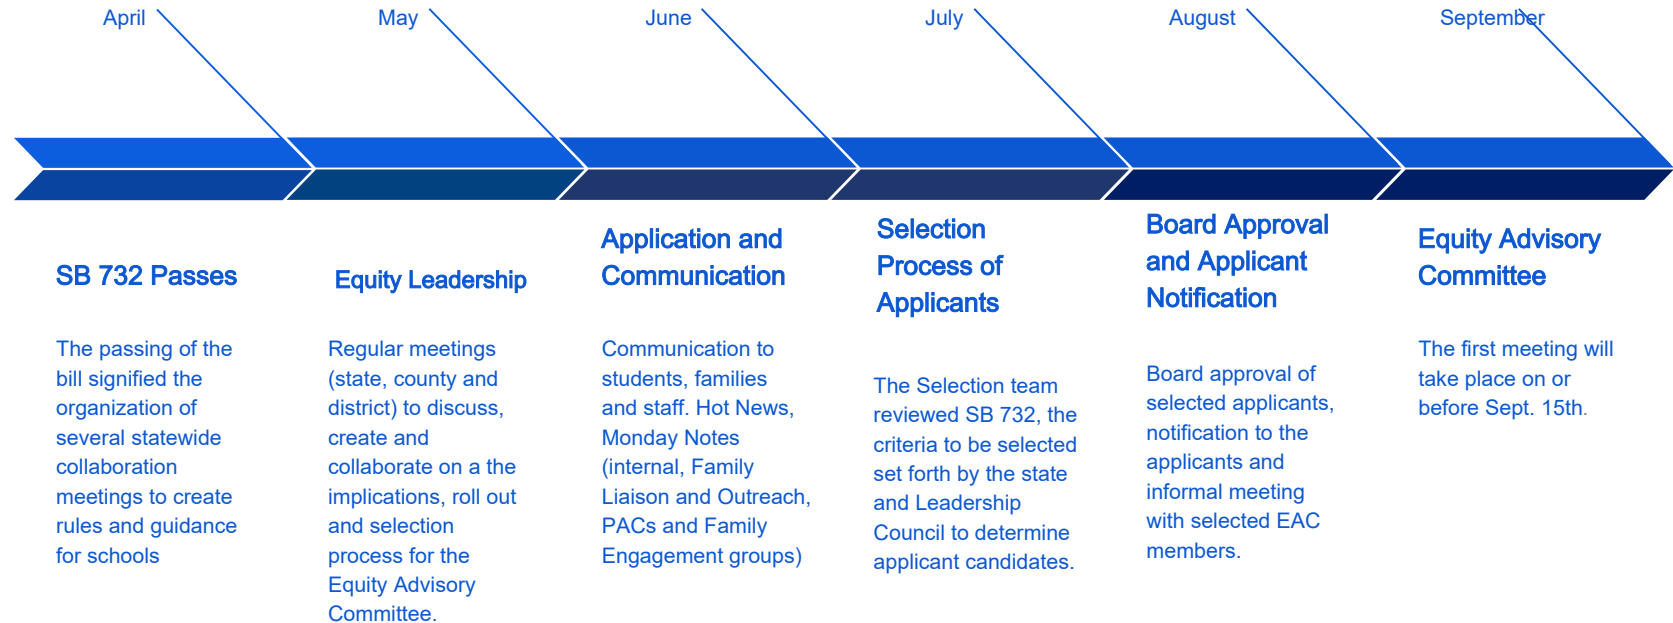 April
May
June
July
August
September
SB 732 Passes
The passing of the
bill signified the
organization of
several statewide
collaboration
meetings to create
rules and guidance
for schools
Equity Leadership
Regular meetings
(state, county and
district) to discuss,
create and
collaborate on a the
implications, roll out
and selection
process for the
Equity Advisory
Committee.
Application and
Communication
Communication to
students, families
and staff. Hot News,
Monday Notes
(internal, Family
Liaison and Outreach,
PACs and Family
Engagement groups)
Selection
Process of
Applicants
The Selection team
reviewed SB 732, the
criteria to be selected
set forth by the state
and Leadership
Council to determine
applicant candidates.
Board Approval
and Applicant
Notification
Board approval of
selected applicants,
notification to the
applicants and
informal meeting
with selected EAC
members.
Equity Advisory
Committee
The first meeting will
take place on or
before Sept. 15th.